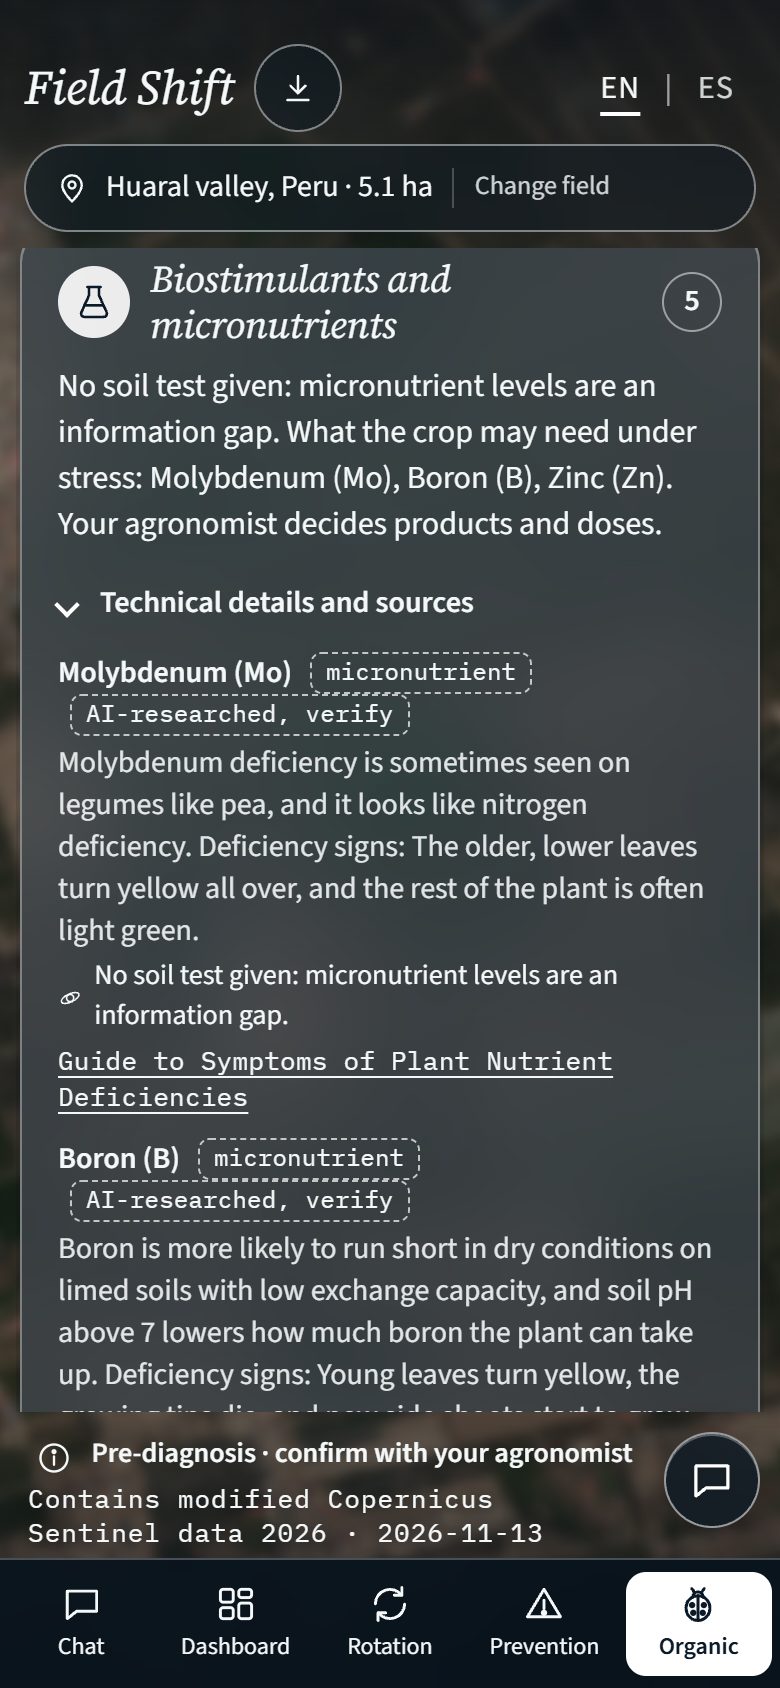 Field Shift
EN | ES
Huaral valley, Peru · 5.1 ha | Change field
Biostimulants and
micronutrients
5
No soil test given: micronutrient levels are an
information gap. What the crop may need under
stress: Molybdenum (Mo), Boron (B), Zinc (Zn).
Your agronomist decides products and doses.
Technical details and sources
Molybdenum (Mo) micronutrient
AI-researched, verify
Molybdenum deficiency is sometimes seen on
legumes like pea, and it looks like nitrogen
deficiency. Deficiency signs: The older, lower leaves
turn yellow all over, and the rest of the plant is often
light green.
No soil test given: micronutrient levels are an
information gap.
Guide to Symptoms of Plant Nutrient
Deficiencies
Boron (B) micronutrient
AI-researched, verify
Boron is more likely to run short in dry conditions on
limed soils with low exchange capacity, and soil pH
above 7 lowers how much boron the plant can take
up. Deficiency signs: Young leaves turn yellow, the
Pre-diagnosis · confirm with your agronomist
Contains modified Copernicus
Sentinel data 2026 · 2026-11-13
Chat
Dashboard
Rotation
Prevention
Organic